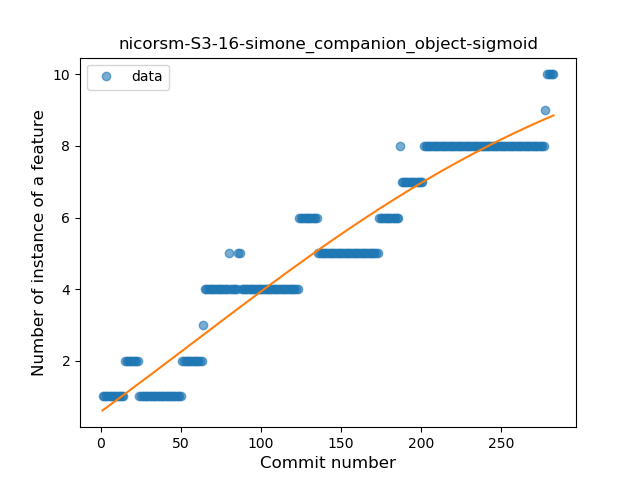 nicorsm-S3-16-simone_companion_object-sigmoid
data
Number of instance of a feature
10
8
6
4
2
0 50 100 150 200 250
Commit number